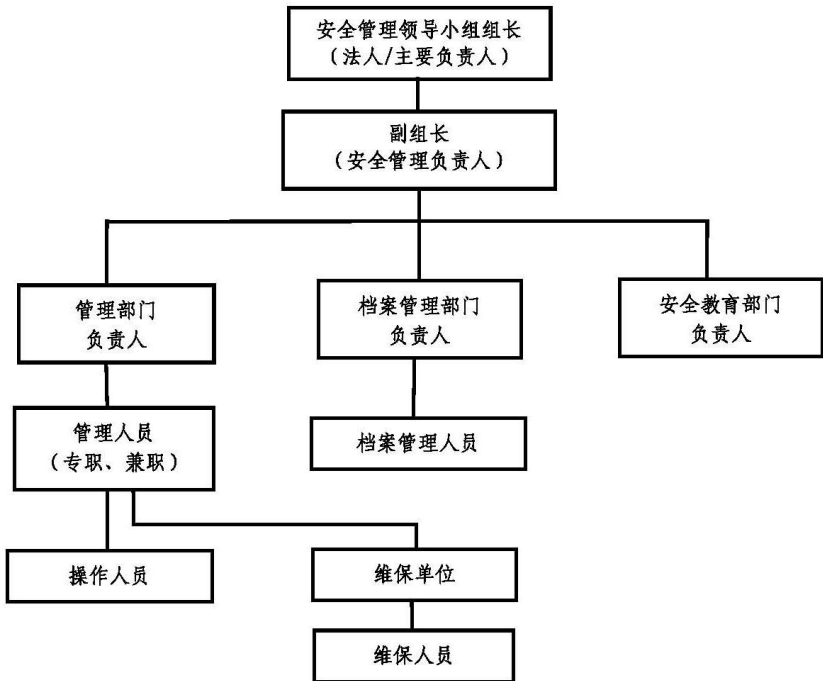 安全管理领导小组组长
（法人/主要负责人）
副组长
（安全管理负责人）
管理部门
负责人
档案管理部门
负责人
安全教育部门
负责人
管理人员
（专职、兼职）
档案管理人员
操作人员
维保单位
维保人员